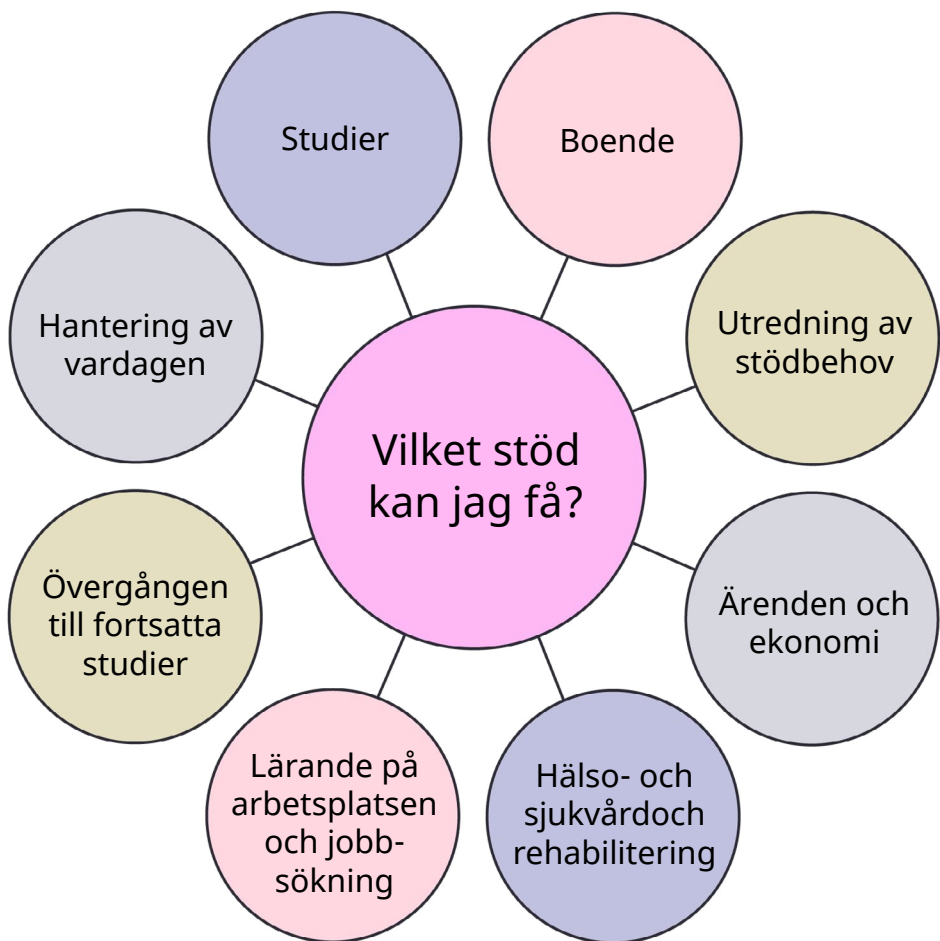 Studier
Boende
Hantering av
vardagen
Utredning av
stödbehov
Vilket stöd
kan jag få?
Övergången
till fortsatta
studier
Ärenden och
ekonomi
Lärande på
arbetsplatsen
och jobb-
sökning
Hälso- och
sjukvårdoch
rehabilitering